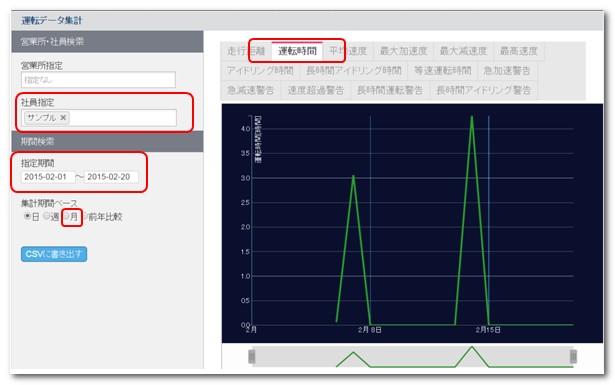 運転データ集計
営業所・社員検索
営業所指定
指定なし
社員指定
サンプル ×
期間検索
指定期間
2015-02-01 ～ 2015-02-20
集計期間ベース
日 週 月 前年比較
CSVに書き出す
走行距離 運転時間 平均速度 最大加速度 最大減速度 最高速度
アイドリング時間 長時間アイドリング時間 等速運転時間 急加速警告
急減速警告 速度超過警告 長時間運転警告 長時間アイドリング警告
運転時間[時間]
4.0
3.5
3.0
2.5
2.0
1.5
1.0
0.5
0.0
2月 2月8日 2月15日